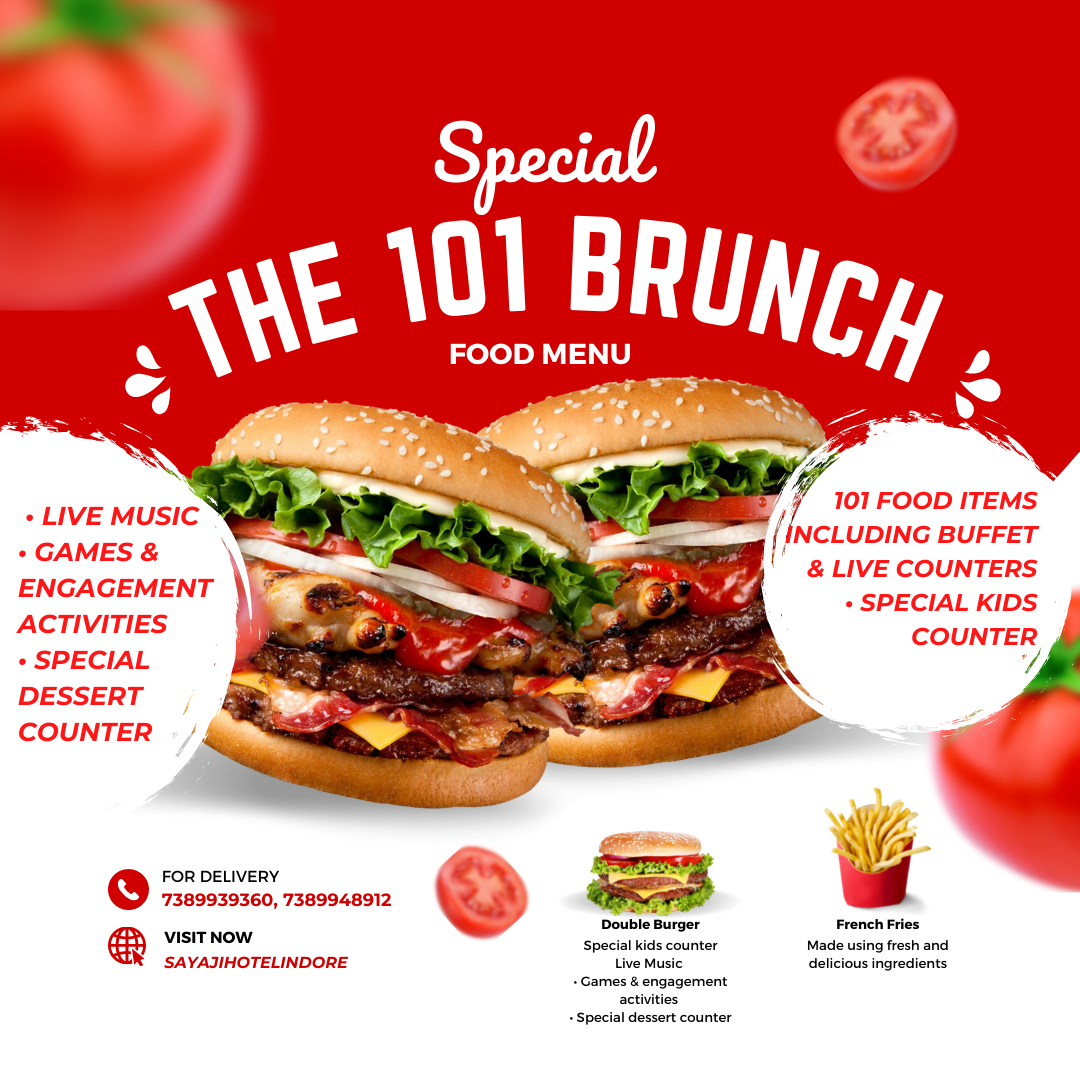 Special
THE 101 BRUNCH
FOOD MENU
• LIVE MUSIC
• GAMES &
ENGAGEMENT
ACTIVITIES
• SPECIAL
DESSERT
COUNTER
101 FOOD ITEMS
INCLUDING BUFFET
& LIVE COUNTERS
• SPECIAL KIDS
COUNTER
FOR DELIVERY
7389939360, 7389948912
VISIT NOW
SAYAJIHOTELINDORE
Double Burger
Special kids counter
Live Music
• Games & engagement
activities
• Special dessert counter
French Fries
Made using fresh and
delicious ingredients